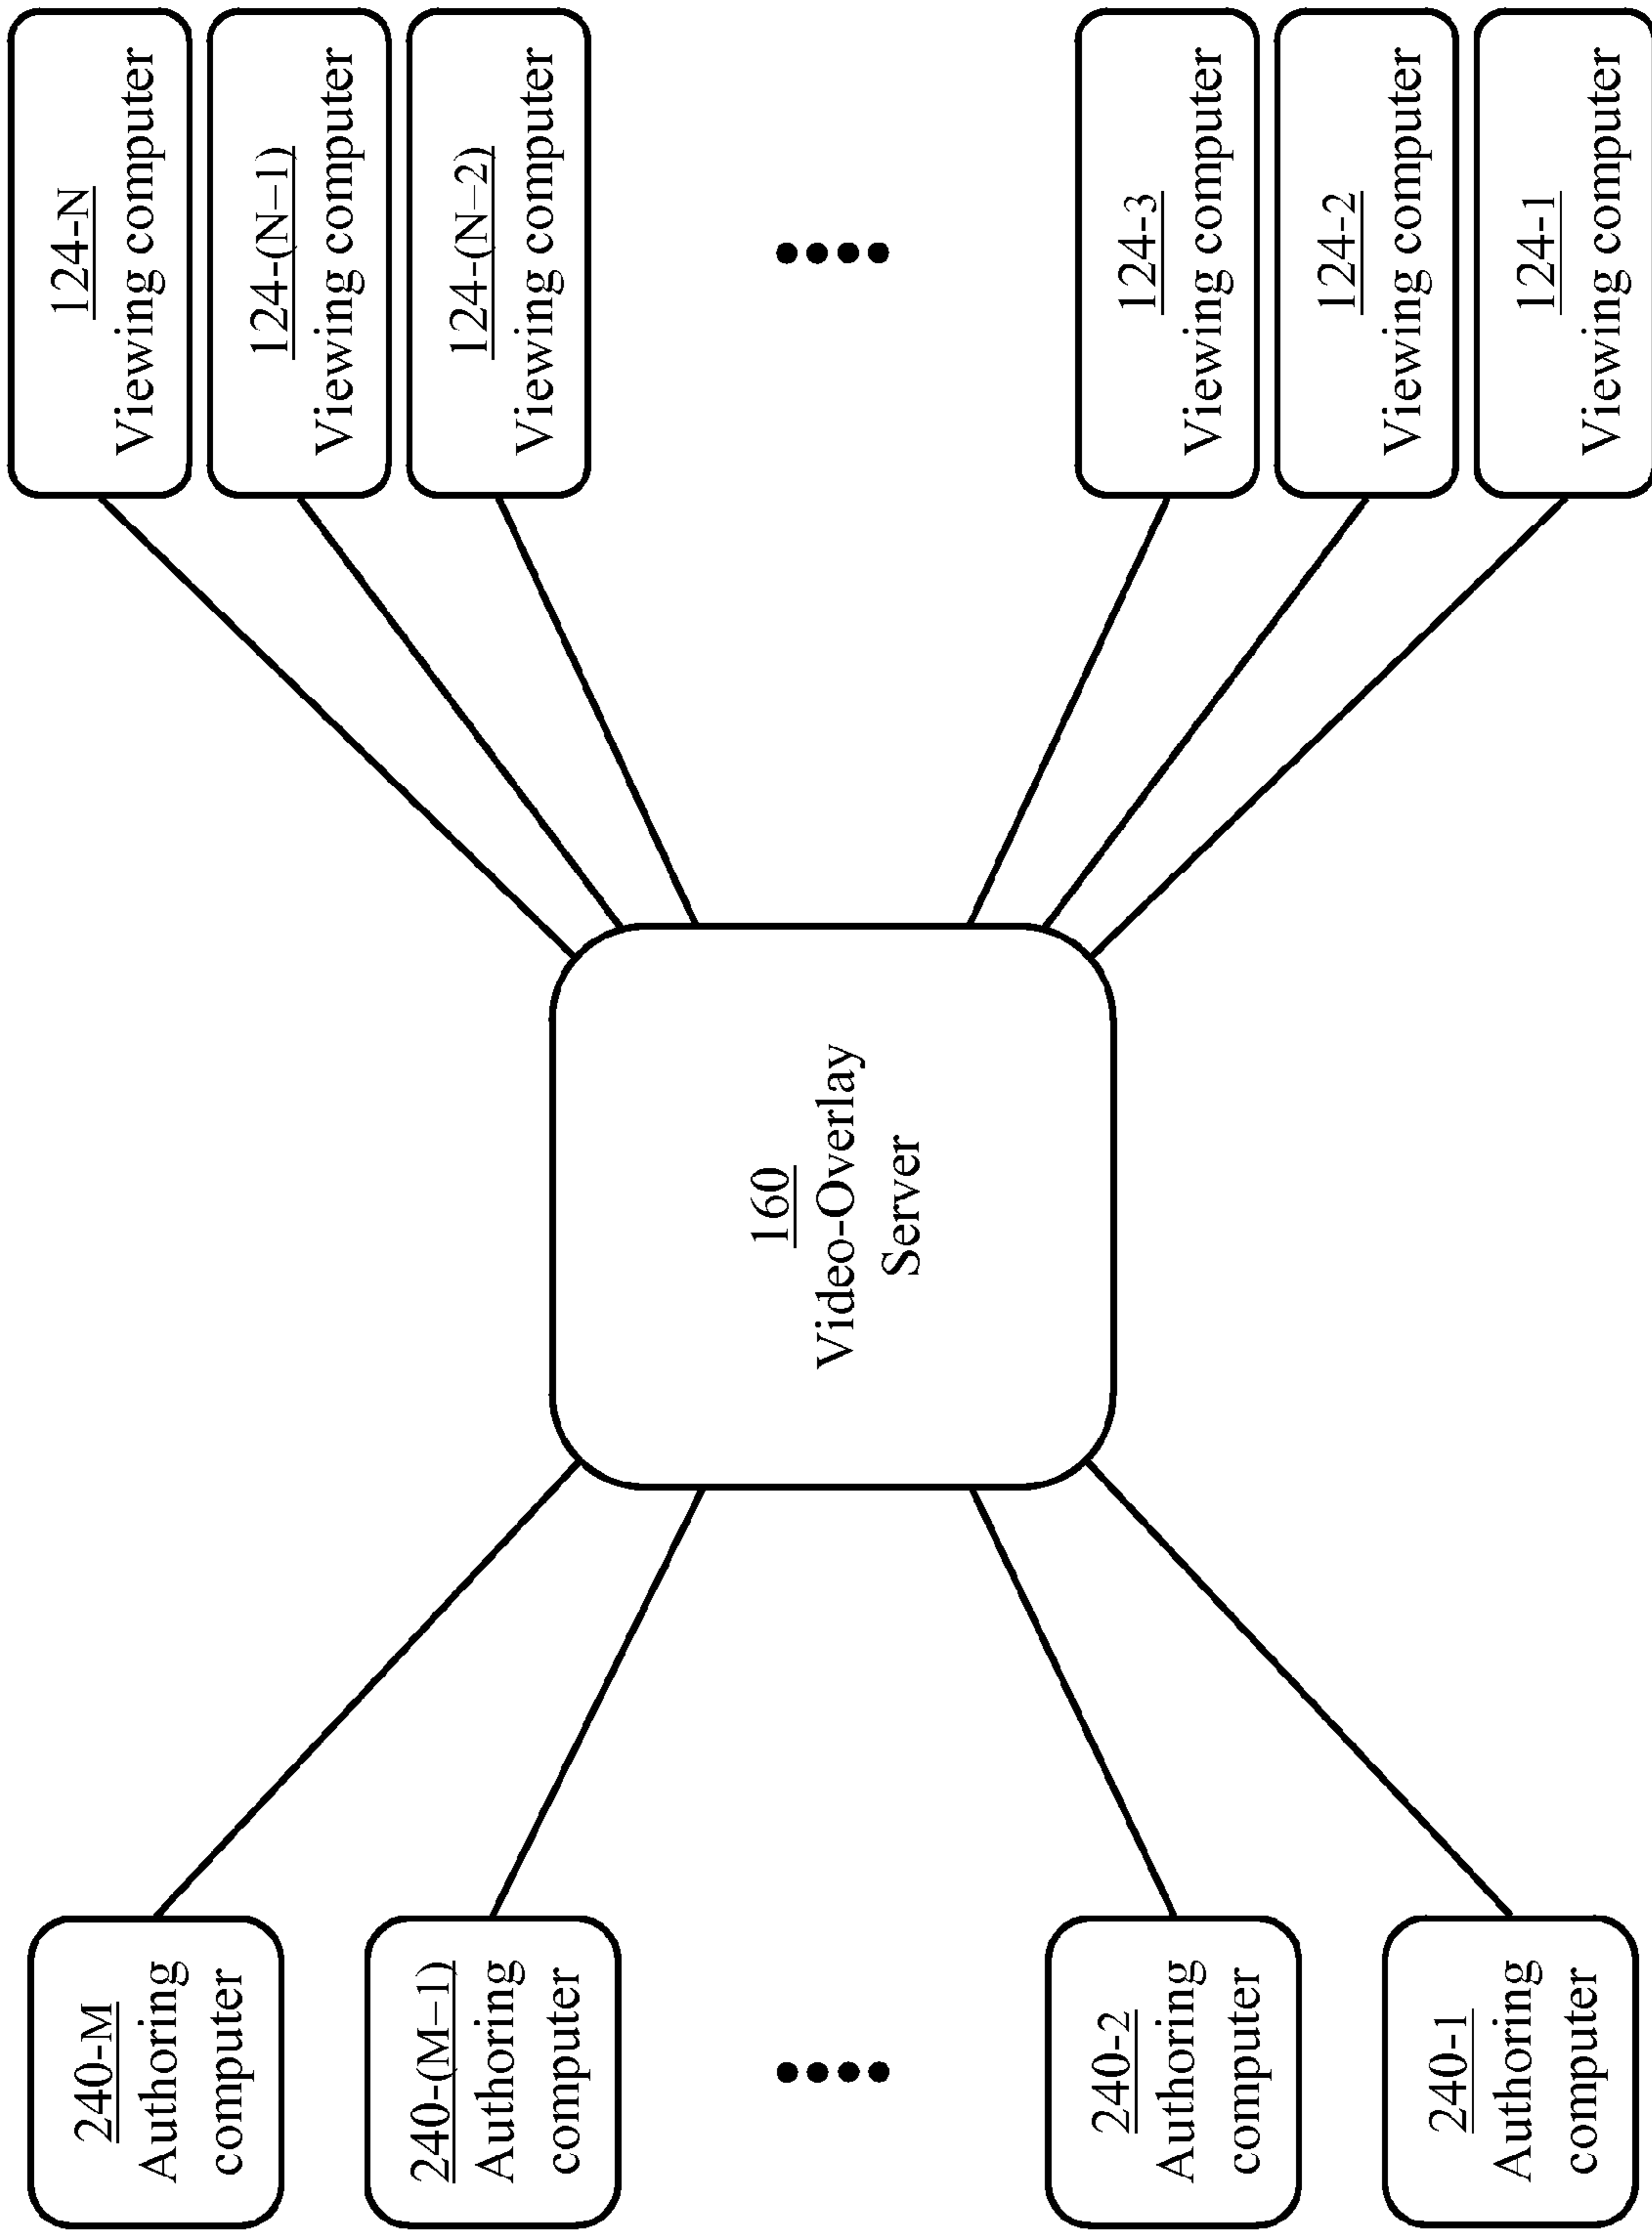 240-M
Authoring
computer
240-(M–1)
Authoring
computer
240-2
Authoring
computer
240-1
Authoring
computer
160
Video-Overlay
Server
124-N
Viewing computer
124-(N–1)
Viewing computer
124-(N–2)
Viewing computer
124-3
Viewing computer
124-2
Viewing computer
124-1
Viewing computer